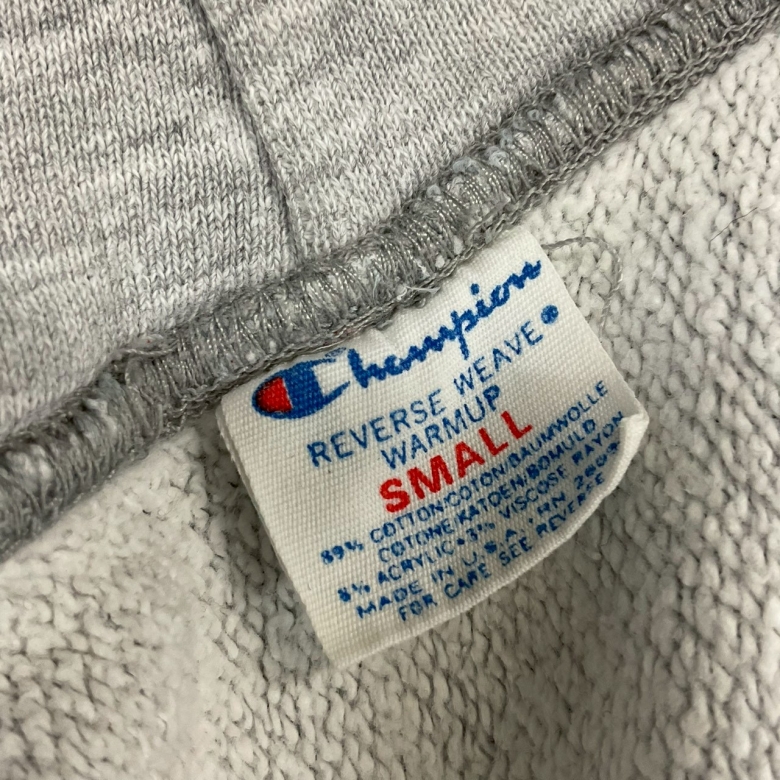 Champion
REVERSE WEAVE®
WARMUP
SMALL
89% COTTON/COTON/BAUMWOLLE
COTONE/KATOEN/BOMULD
8% ACRYLIC•3% VISCOSE RAYON
MADE IN U.S.A. RN 26094
FOR CARE SEE REVERSE